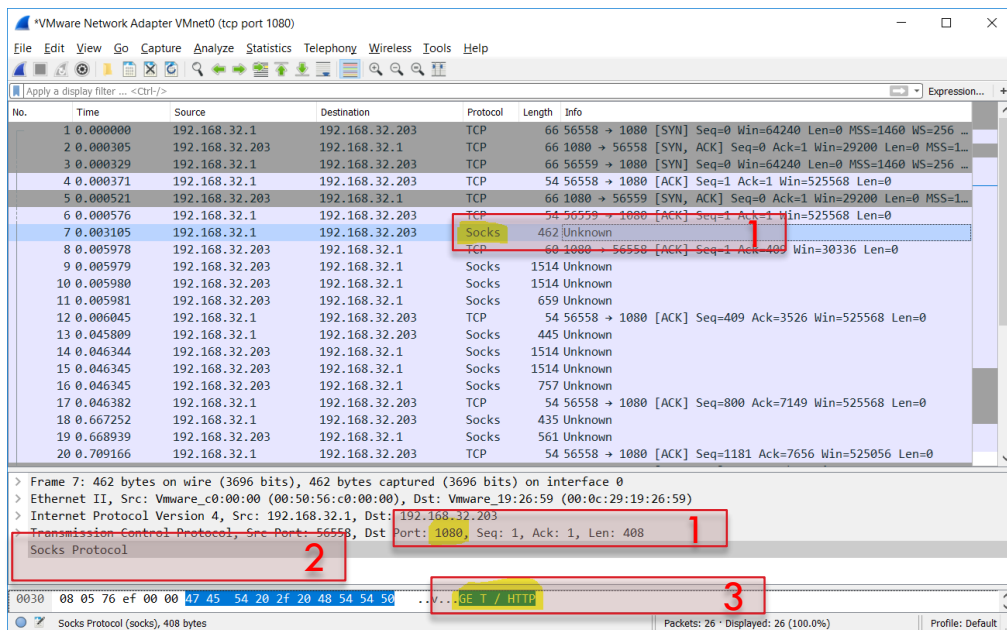 *VMware Network Adapter VMnet0 (tcp port 1080)
File Edit View Go Capture Analyze Statistics Telephony Wireless Tools Help
Apply a display filter ... <Ctrl-/> Expression... +
No. Time Source Destination Protocol Length Info
1 0.000000 192.168.32.1 192.168.32.203 TCP 66 56558 → 1080 [SYN] Seq=0 Win=64240 Len=0 MSS=1460 WS=256 …
2 0.000305 192.168.32.203 192.168.32.1 TCP 66 1080 → 56558 [SYN, ACK] Seq=0 Ack=1 Win=29200 Len=0 MSS=1…
3 0.000329 192.168.32.1 192.168.32.203 TCP 66 56559 → 1080 [SYN] Seq=0 Win=64240 Len=0 MSS=1460 WS=256 …
4 0.000371 192.168.32.1 192.168.32.203 TCP 54 56558 → 1080 [ACK] Seq=1 Ack=1 Win=525568 Len=0
5 0.000521 192.168.32.203 192.168.32.1 TCP 66 1080 → 56559 [SYN, ACK] Seq=0 Ack=1 Win=29200 Len=0 MSS=1…
6 0.000576 192.168.32.1 192.168.32.203 TCP 54 56559 → 1080 [ACK] Seq=1 Ack=1 Win=525568 Len=0
7 0.003105 192.168.32.1 192.168.32.203 Socks 462 Unknown 1
8 0.005978 192.168.32.203 192.168.32.1 TCP 60 1080 → 56558 [ACK] Seq=1 Ack=409 Win=30336 Len=0
9 0.005979 192.168.32.203 192.168.32.1 Socks 1514 Unknown
10 0.005980 192.168.32.203 192.168.32.1 Socks 1514 Unknown
11 0.005981 192.168.32.203 192.168.32.1 Socks 659 Unknown
12 0.006045 192.168.32.1 192.168.32.203 TCP 54 56558 → 1080 [ACK] Seq=409 Ack=3526 Win=525568 Len=0
13 0.045809 192.168.32.1 192.168.32.203 Socks 445 Unknown
14 0.046344 192.168.32.203 192.168.32.1 Socks 1514 Unknown
15 0.046345 192.168.32.203 192.168.32.1 Socks 1514 Unknown
16 0.046345 192.168.32.203 192.168.32.1 Socks 757 Unknown
17 0.046382 192.168.32.1 192.168.32.203 TCP 54 56558 → 1080 [ACK] Seq=800 Ack=7149 Win=525568 Len=0
18 0.667252 192.168.32.1 192.168.32.203 Socks 435 Unknown
19 0.668939 192.168.32.203 192.168.32.1 Socks 561 Unknown
20 0.709166 192.168.32.1 192.168.32.203 TCP 54 56558 → 1080 [ACK] Seq=1181 Ack=7656 Win=525056 Len=0
> Frame 7: 462 bytes on wire (3696 bits), 462 bytes captured (3696 bits) on interface 0
> Ethernet II, Src: Vmware_c0:00:00 (00:50:56:c0:00:00), Dst: Vmware_19:26:59 (00:0c:29:19:26:59)
> Internet Protocol Version 4, Src: 192.168.32.1, Dst: 192.168.32.203
> Transmission Control Protocol, Src Port: 56558, Dst Port: 1080, Seq: 1, Ack: 1, Len: 408 1
Socks Protocol 2
0030 08 05 76 ef 00 00 47 45 54 20 2f 20 48 54 54 50 ..v...GE T / HTTP 3
Socks Protocol (socks), 408 bytes Packets: 26 · Displayed: 26 (100.0%) Profile: Default